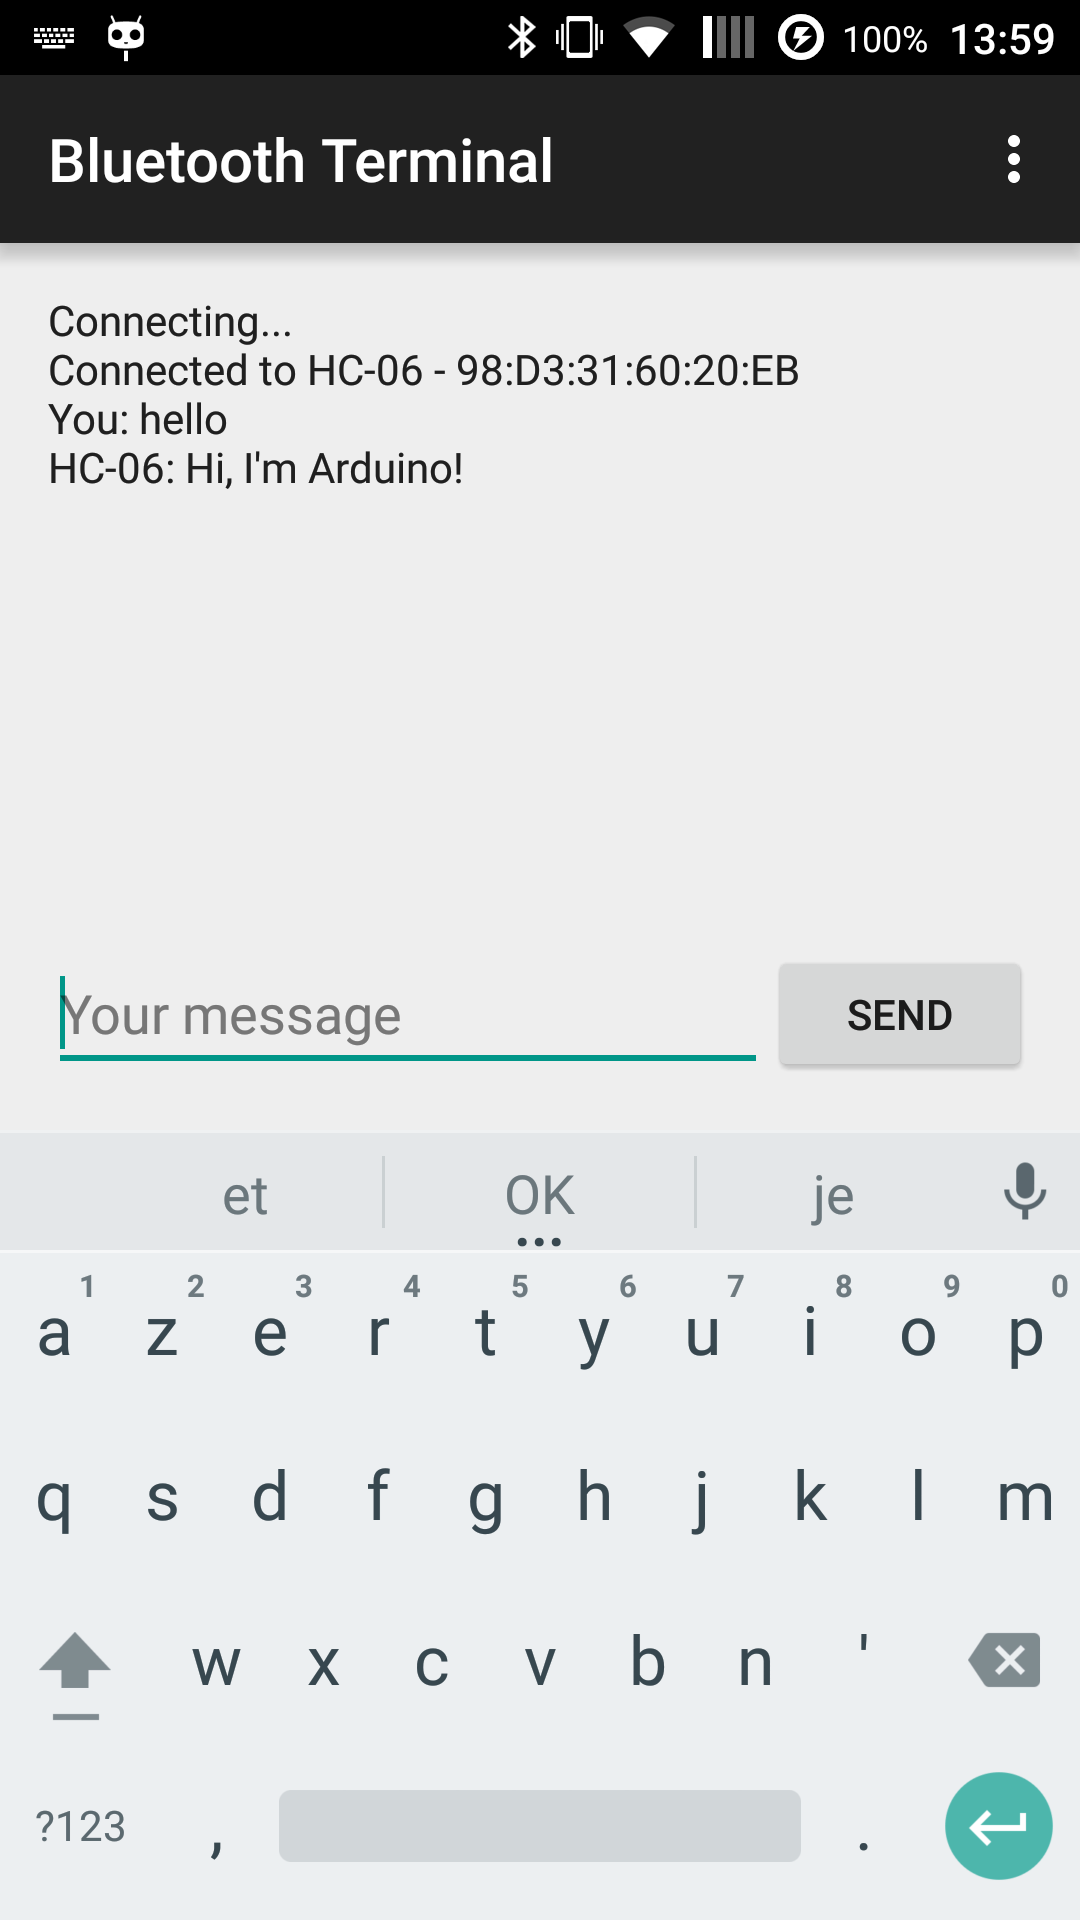 100% 13:59
Bluetooth Terminal
Connecting...
Connected to HC-06 - 98:D3:31:60:20:EB
You: hello
HC-06: Hi, I'm Arduino!
Your message SEND
et OK je
1 2 3 4 5 6 7 8 9 0
a z e r t y u i o p
q s d f g h j k l m
w x c v b n '
?123 , .